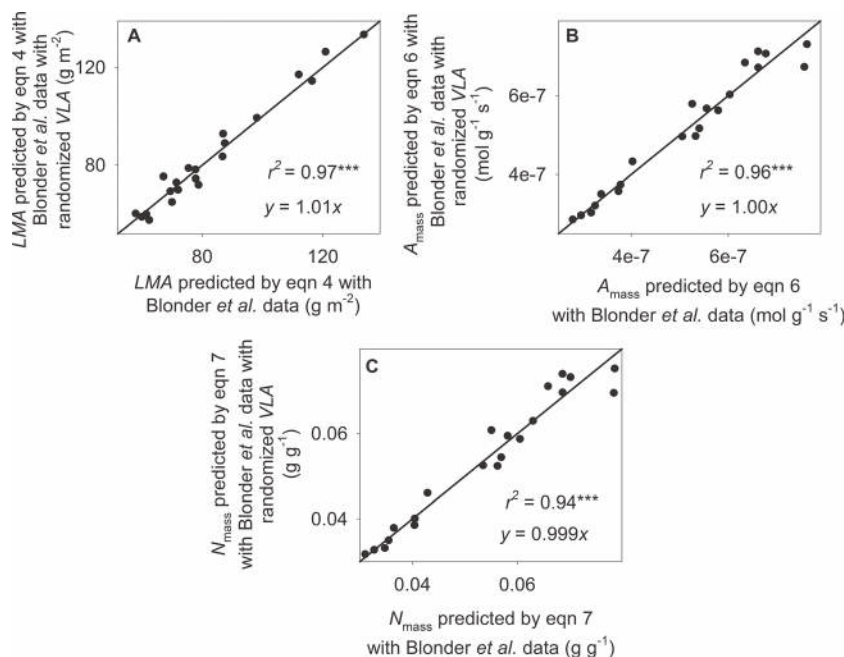 A
LMA predicted by eqn 4 with
Blonder et al. data with
randomized VLA (g m-2)
120
80
r2 = 0.97***
y = 1.01x
80
120
LMA predicted by eqn 4 with
Blonder et al. data (g m-2)
B
Amass predicted by eqn 6 with
Blonder et al. data with
randomized VLA
(mol g-1 s-1)
6e-7
4e-7
r2 = 0.96***
y = 1.00x
4e-7
6e-7
Amass predicted by eqn 6
with Blonder et al. data (mol g-1 s-1)
C
Nmass predicted by eqn 7
with Blonder et al. data with
randomized VLA
(g g-1)
0.06
0.04
r2 = 0.94***
y = 0.999x
0.04
0.06
Nmass predicted by eqn 7
with Blonder et al. data (g g-1)